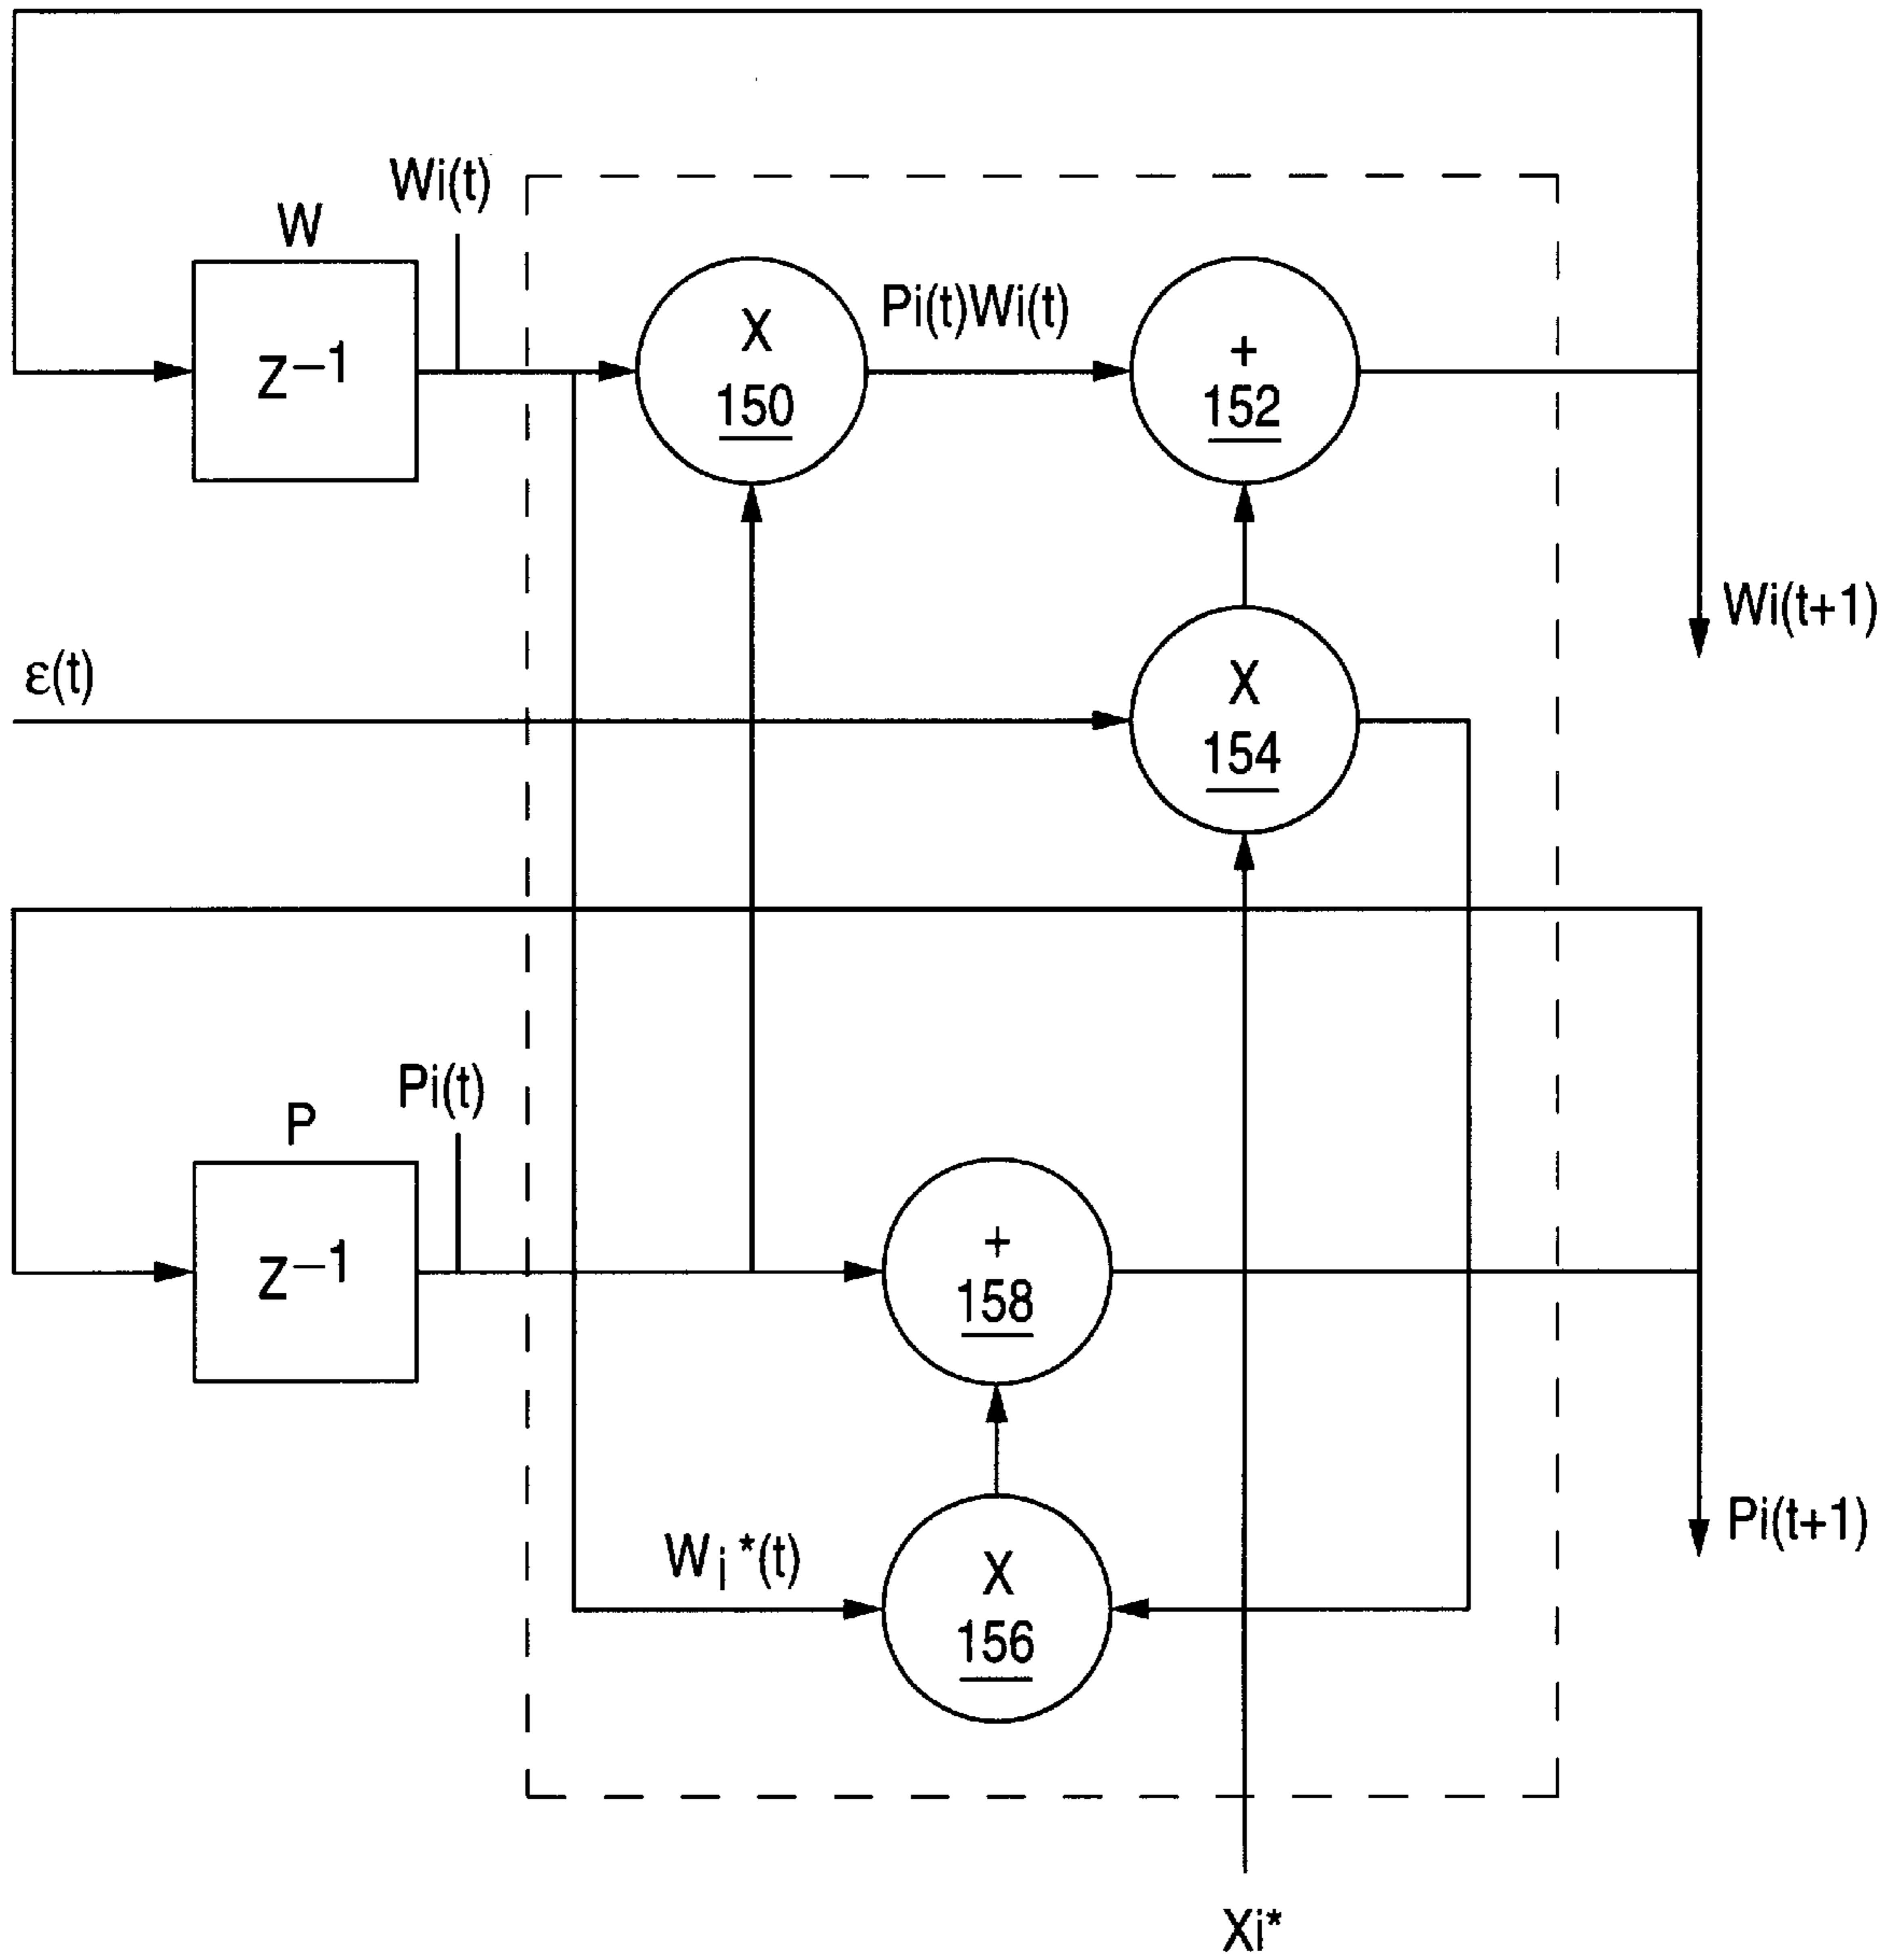 Wi(t)
W
Z⁻¹
X
150
Pi(t)Wi(t)
+
152
Wi(t+1)
ε(t)
X
154
Pi(t)
P
Z⁻¹
+
158
Pi(t+1)
Wi*(t)
X
156
Xi*